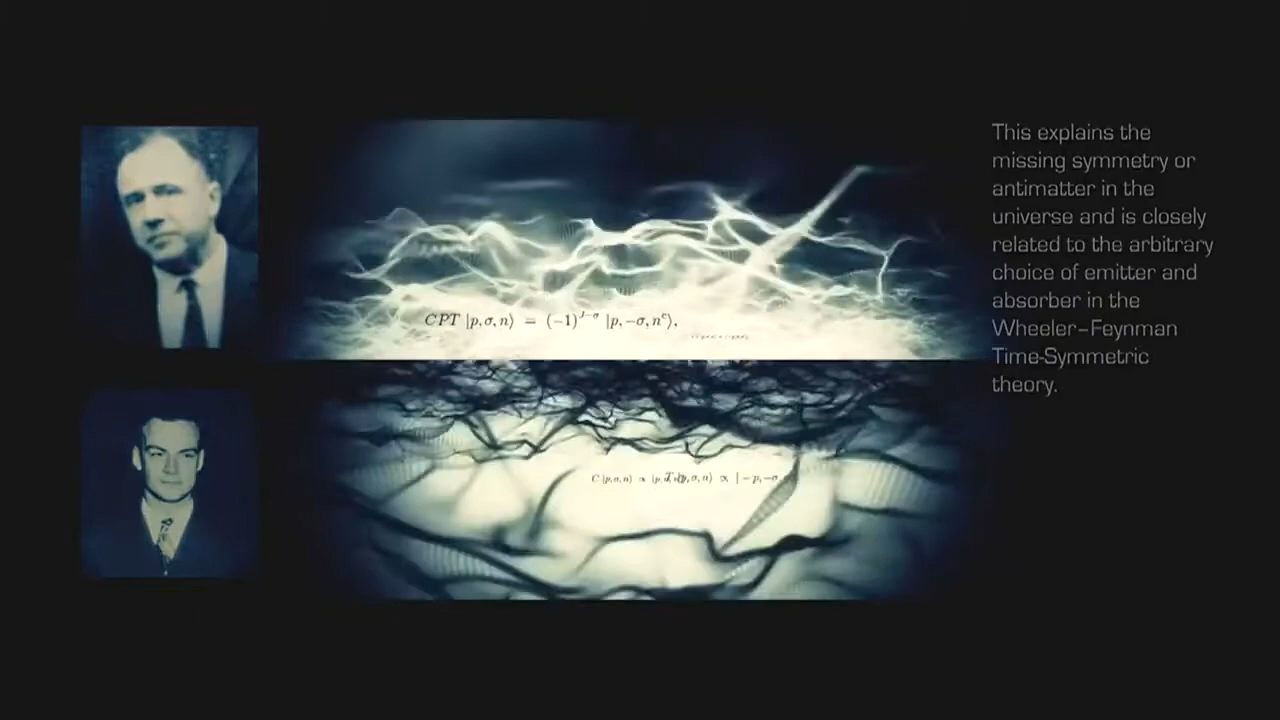 This explains the
missing symmetry or
antimatter in the
universe and is closely
related to the arbitrary
choice of emitter and
absorber in the
Wheeler–Feynman
Time-Symmetric
theory.
CPT |p,σ,n⟩ = (−1)^{J−σ} |p,−σ,n^c⟩,
C |p,σ,n⟩ ∝ |p, T |p,σ,n⟩ ∝ |−p,−σ,